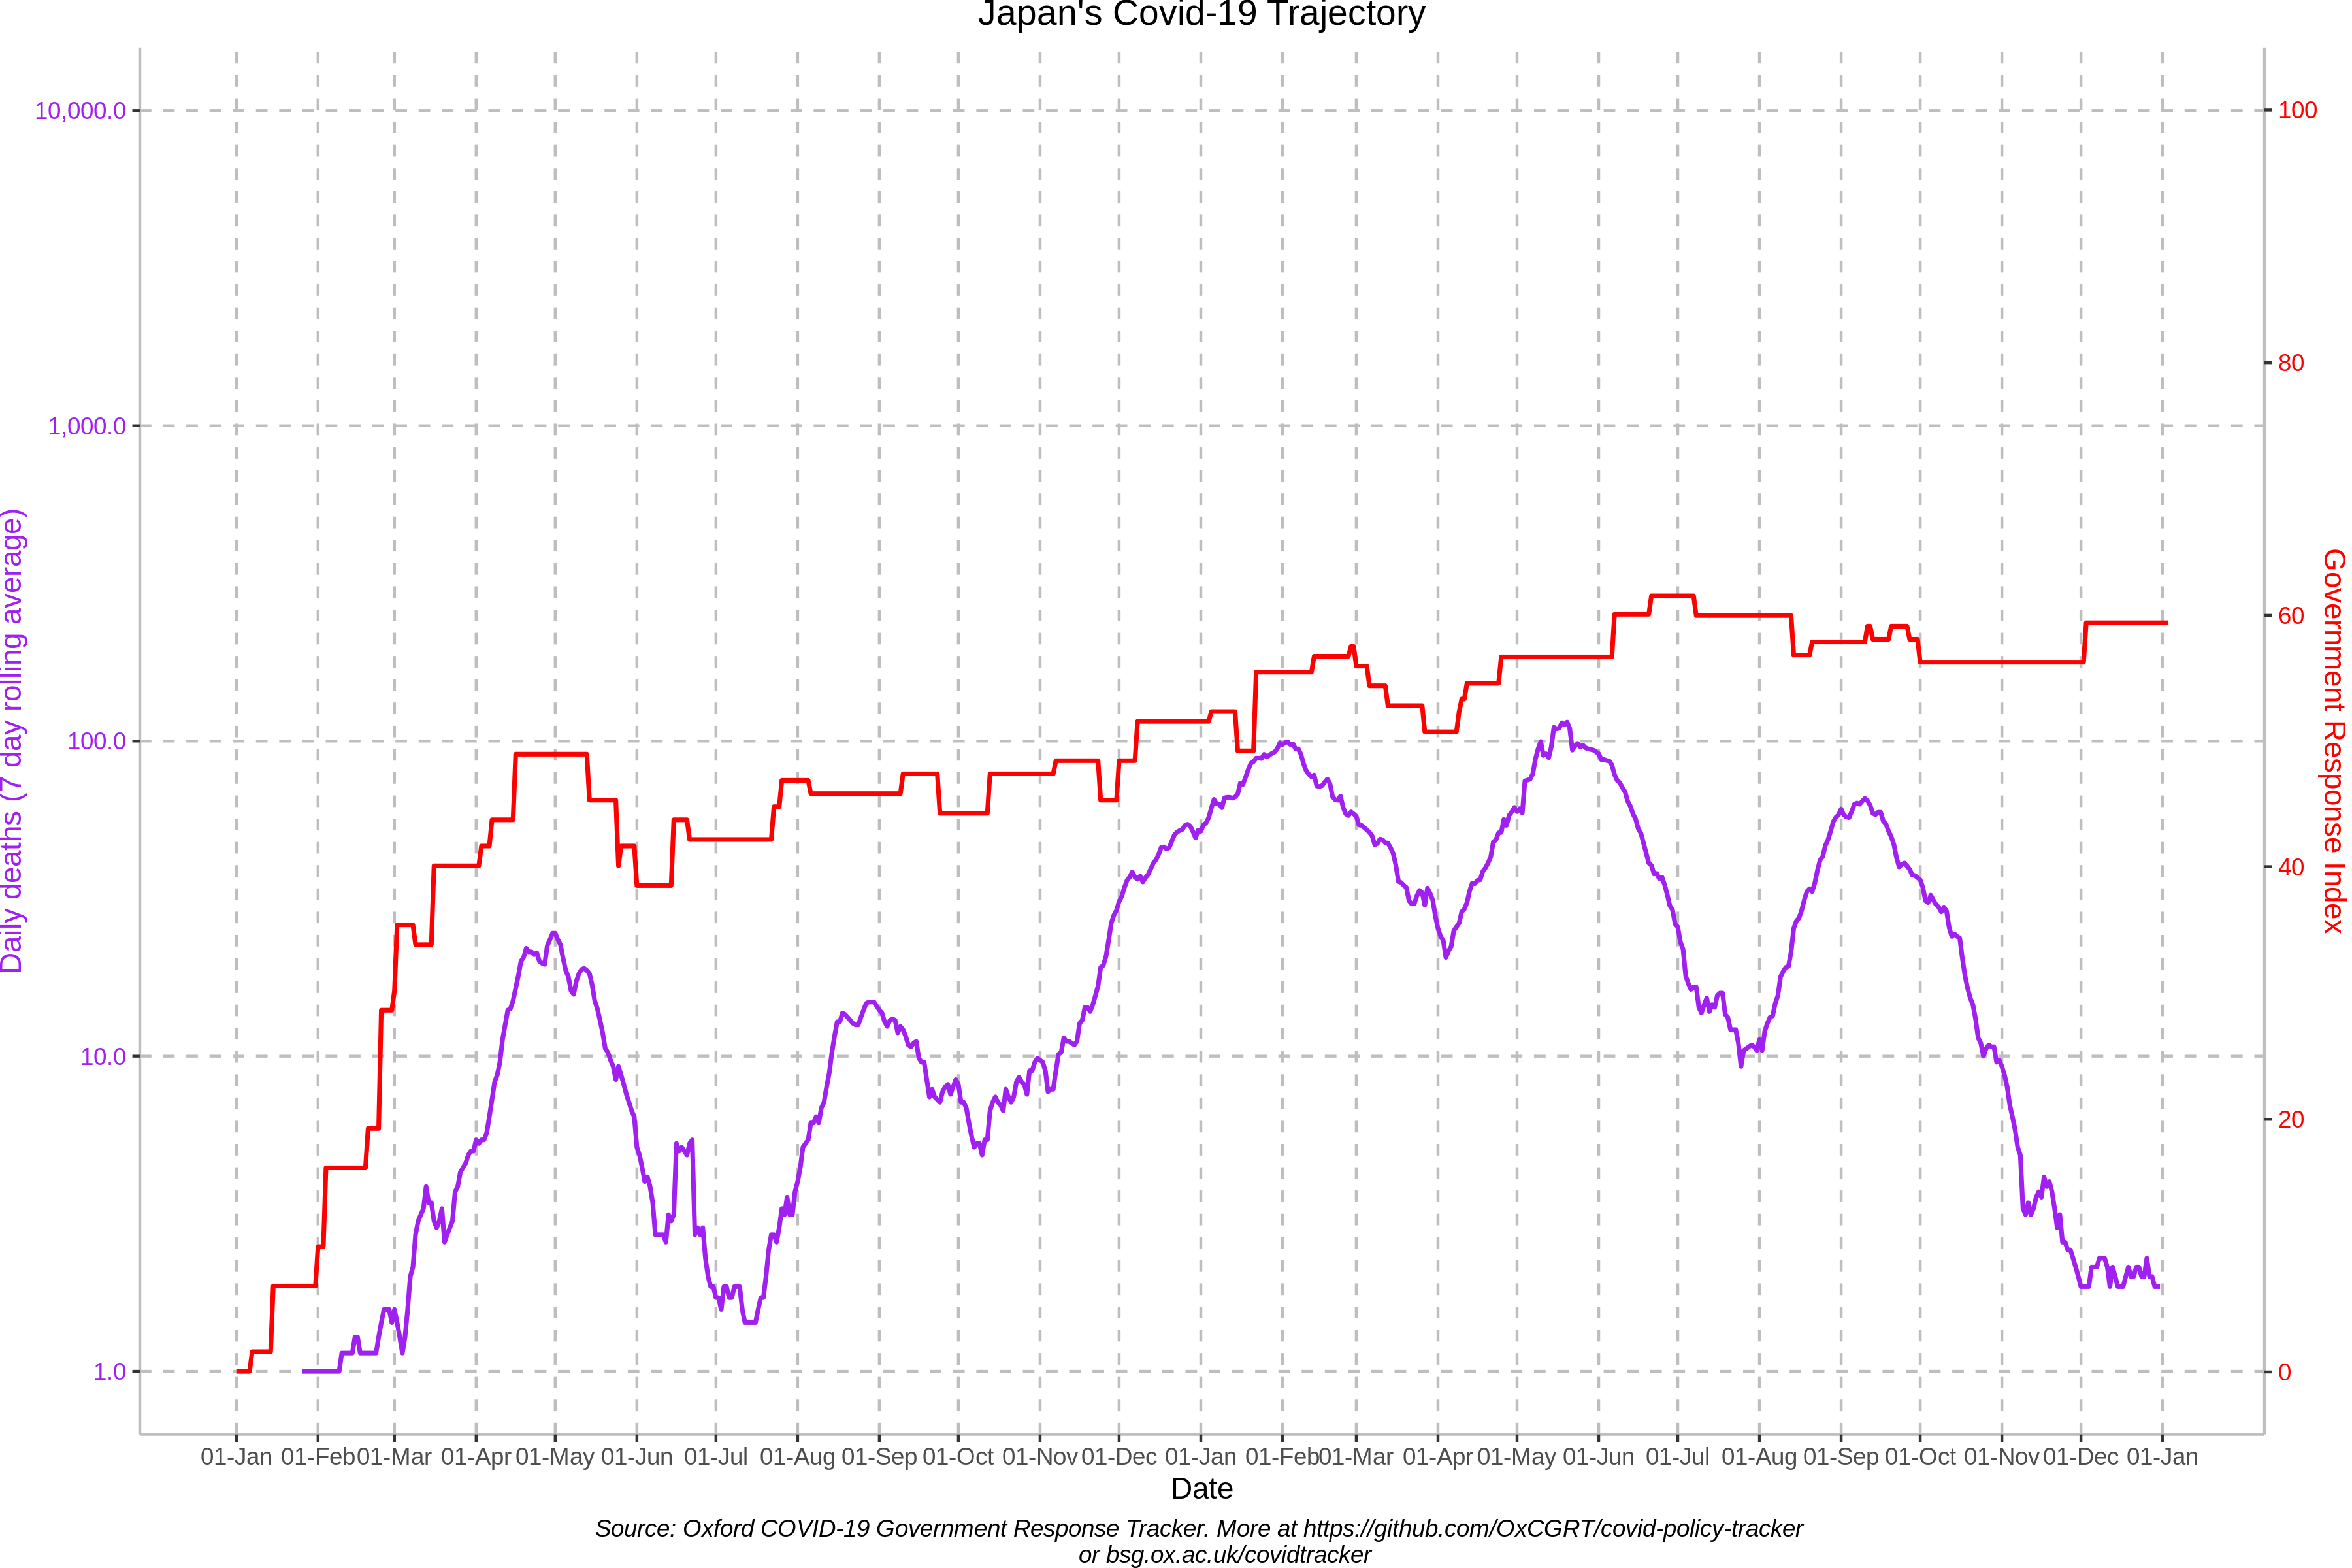 Japan's Covid-19 Trajectory
10,000.0
1,000.0
100.0
10.0
1.0
Daily deaths (7 day rolling average)
100
80
60
40
20
0
Government Response Index
01-Jan 01-Feb 01-Mar 01-Apr 01-May 01-Jun 01-Jul 01-Aug 01-Sep 01-Oct 01-Nov 01-Dec 01-Jan 01-Feb 01-Mar 01-Apr 01-May 01-Jun 01-Jul 01-Aug 01-Sep 01-Oct 01-Nov 01-Dec 01-Jan
Date
Source: Oxford COVID-19 Government Response Tracker. More at https://github.com/OxCGRT/covid-policy-tracker
or bsg.ox.ac.uk/covidtracker